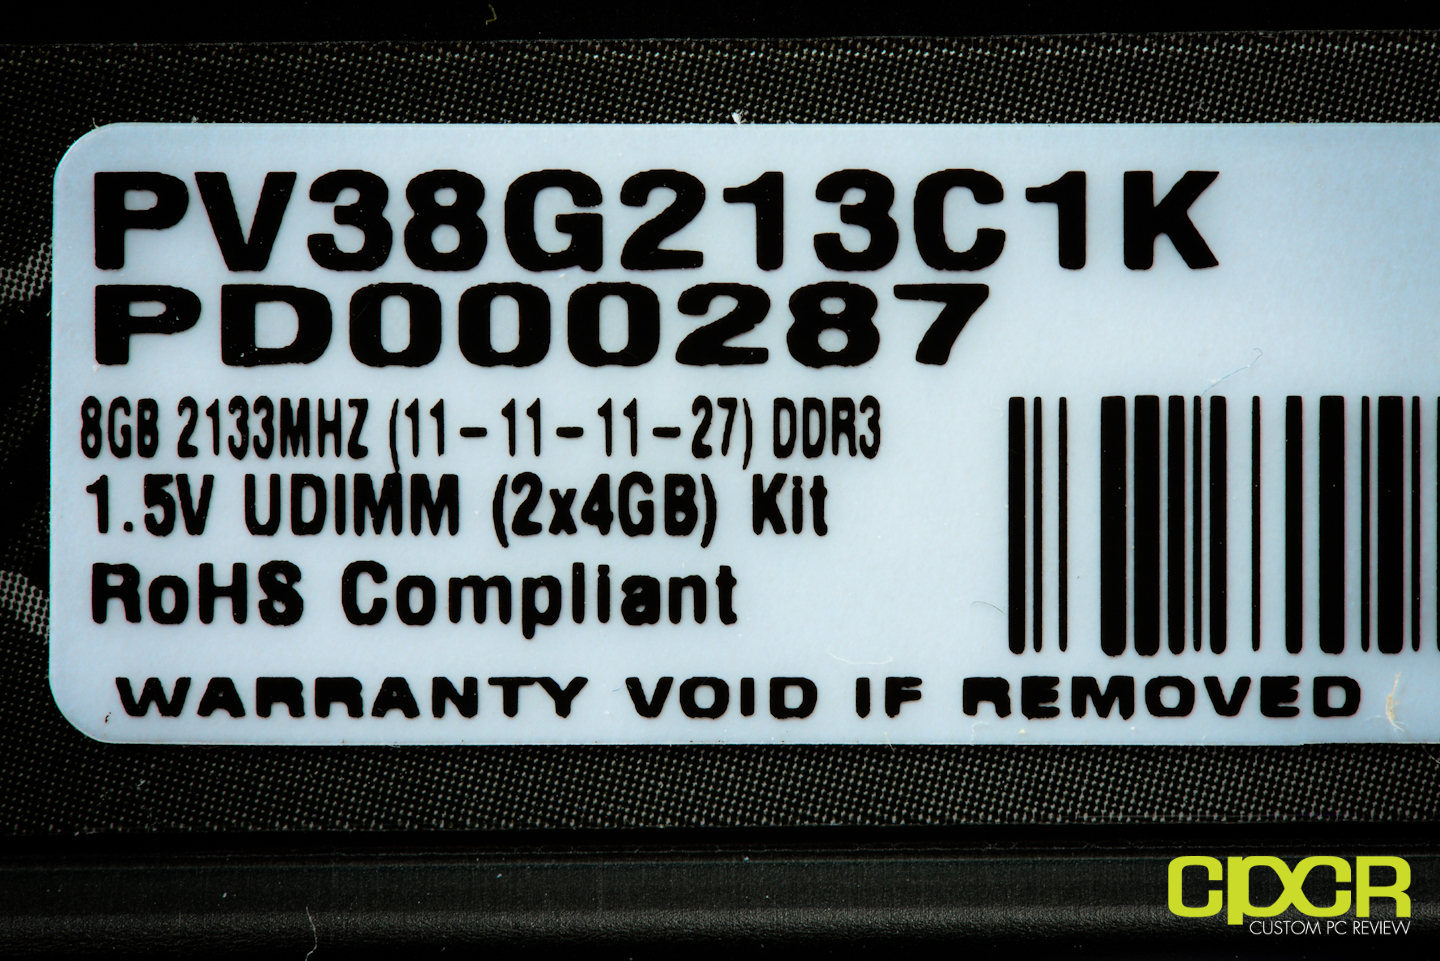 PV38G213C1K
PD000287
8GB 2133MHZ (11-11-11-27) DDR3
1.5V UDIMM (2x4GB) Kit
RoHS Compliant
WARRANTY VOID IF REMOVED
CPCR
CUSTOM PC REVIEW